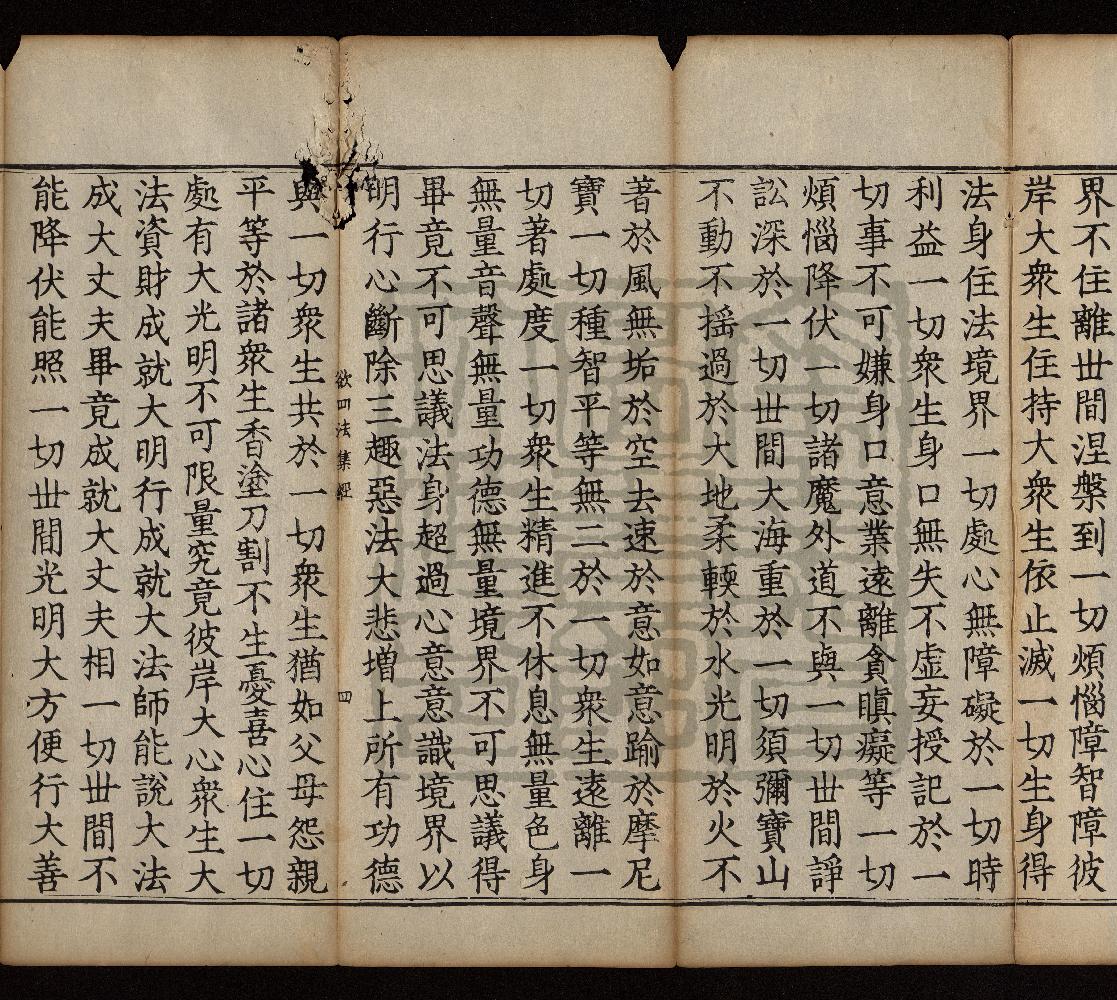 界不住離世間涅槃到一切煩惱障智障彼
岸大衆生住持大衆生依止滅一切生身得
法身住法境界一切處心無障礙於一切時
利益一切衆生身口無失不虛妄授記於一
切事不可嫌身口意業遠離貪瞋癡等一切
煩惱降伏一切諸魔外道不與一切世間諍
訟深於一切世間大海重於一切須彌寶山
不動不搖過於大地柔輭於水光明於火不
著於風無垢於空去速於意如意踰於摩尼
寶一切種智平等無二於一切衆生遠離一
切著處度一切衆生精進不休息無量色身
無量音聲無量功德無量境界不可思議得
畢竟不可思議法身超過心意意識境界以
明行心斷除三趣惡法大悲增上所有功德
欲四法集經 四
與一切衆生共於一切衆生猶如父母怨親
平等於諸衆生香塗刀割不生憂喜心住一切
處有大光明不可限量究竟彼岸大心衆生大
法資財成就大明行成就大法師能說大法
成大丈夫畢竟成就大丈夫相一切世間不
能降伏能照一切世間光明大方便行大善